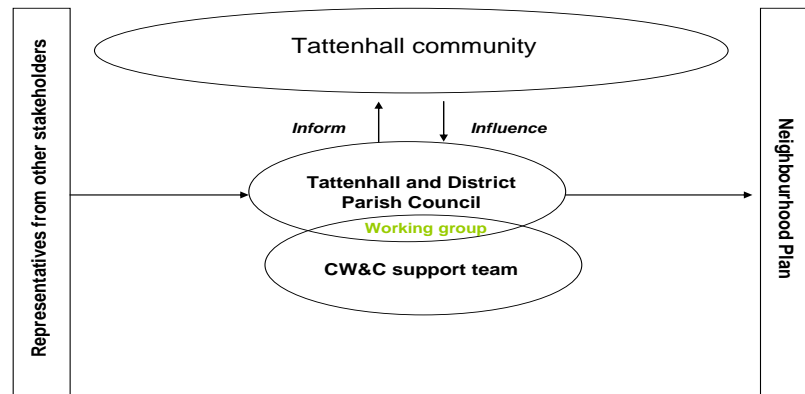 Representatives from other stakeholders
Tattenhall community
Inform
Influence
Tattenhall and District
Parish Council
Working group
CW&C support team
Neighbourhood Plan